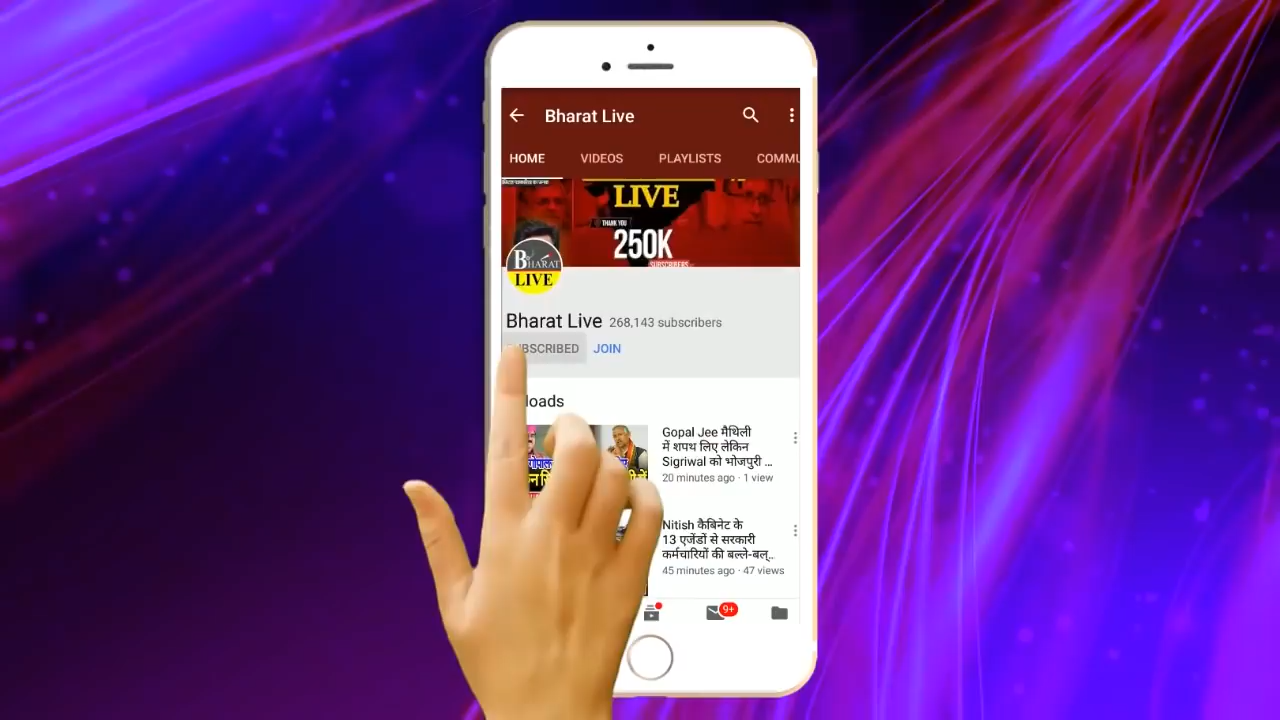 Bharat Live
HOME VIDEOS PLAYLISTS COMMU
LIVE
THANK YOU
250K
SUBSCRIBERS
BHARAT
LIVE
Bharat Live 268,143 subscribers
UBSCRIBED JOIN
loads
Gopal Jee मैथिली
में शपथ लिए लेकिन
Sigriwal को भोजपुरी ...
20 minutes ago · 1 view
Nitish कैबिनेट के
13 एजेंडों से सरकारी
कर्मचारियों की बल्ले-बल्..
45 minutes ago · 47 views
9+